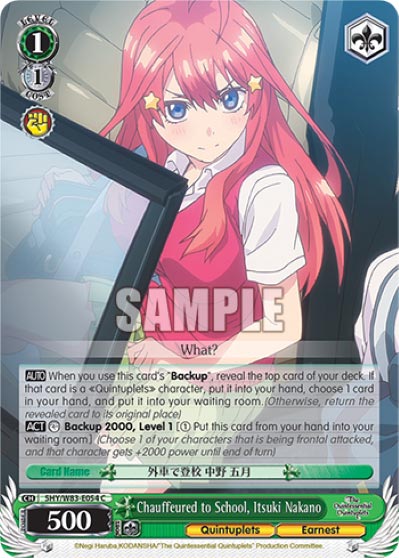 LEVEL
1
1
COST
SAMPLE
What?
AUTO When you use this card's "Backup", reveal the top card of your deck. If
that card is a «Quintuplets» character, put it into your hand, choose 1 card
in your hand, and put it into your waiting room. (Otherwise, return the
revealed card to its original place)
ACT Backup 2000, Level 1 [① Put this card from your hand into your
waiting room] (Choose 1 of your characters that is being frontal attacked,
and that character gets +2000 power until end of turn)
Card Name 外車で登校 中野 五月
CH 5HY/W83-E054 C
Chauffeured to School, Itsuki Nakano
The
Quintessential
Quintuplets
500
Quintuplets Earnest
©Negi Haruba,KODANSHA/"The Quintessential Quintuplets" Production Committee.